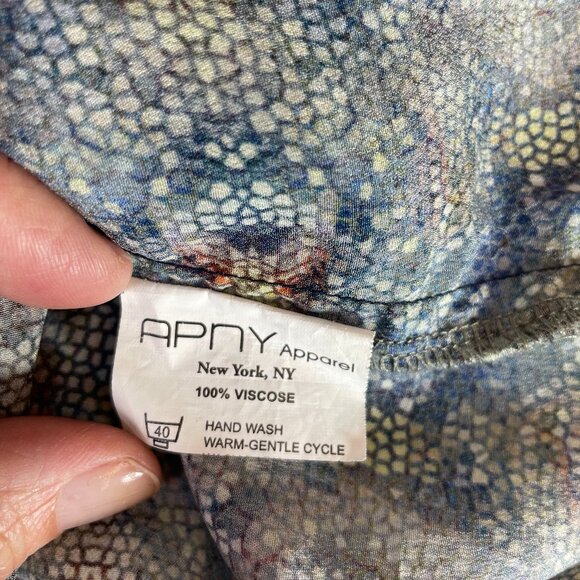 APNY Apparel
New York, NY
100% VISCOSE
40 HAND WASH
WARM-GENTLE CYCLE